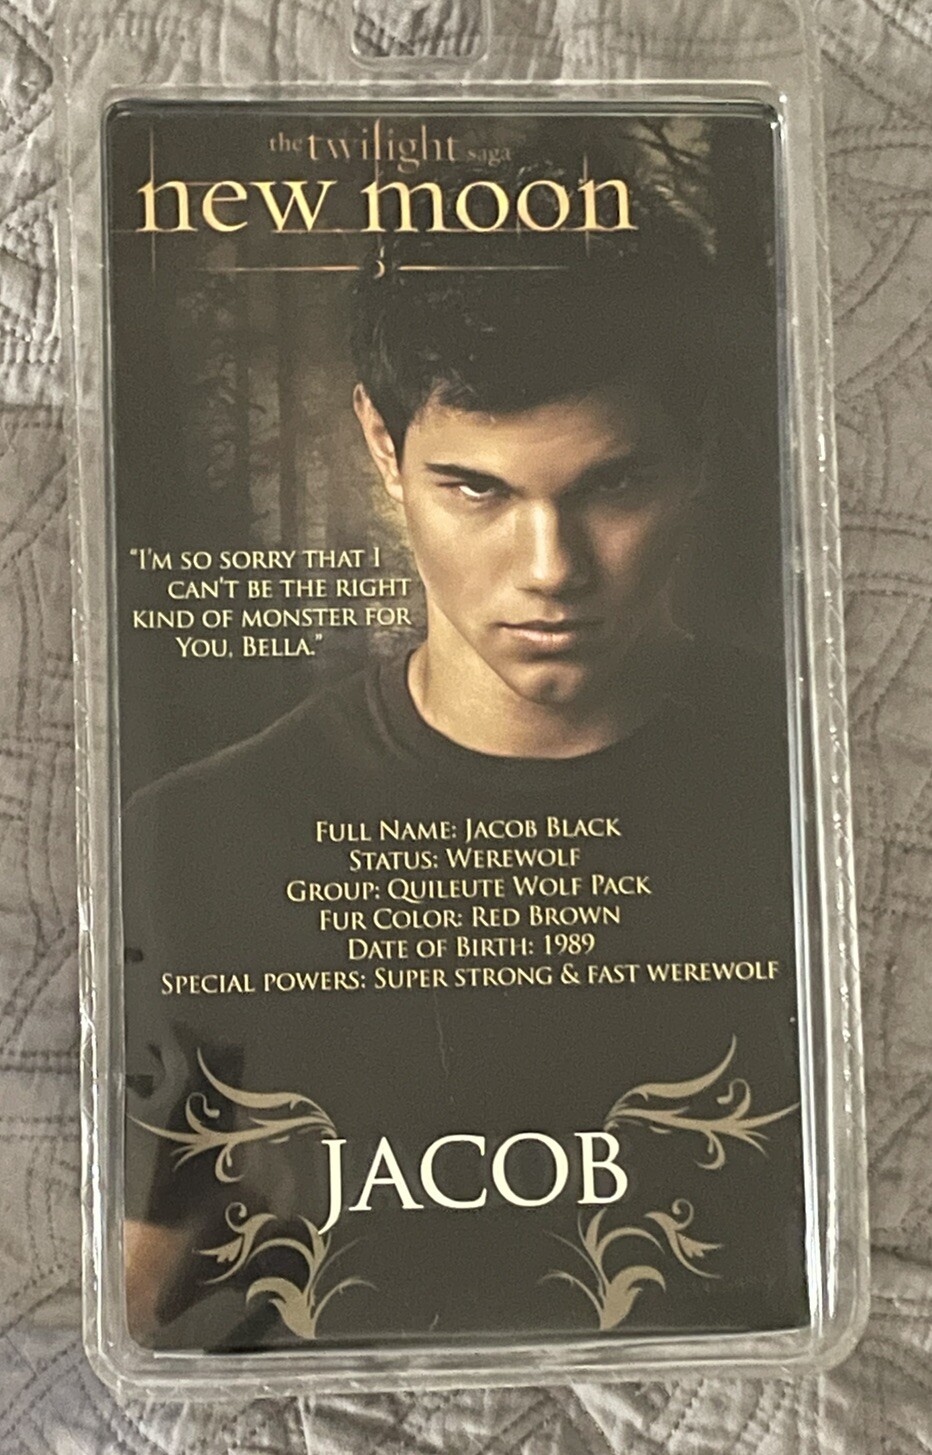 the twilight saga
new moon
"I'M SO SORRY THAT I
CAN'T BE THE RIGHT
KIND OF MONSTER FOR
YOU, BELLA."
FULL NAME: JACOB BLACK
STATUS: WEREWOLF
GROUP: QUILEUTE WOLF PACK
FUR COLOR: RED BROWN
DATE OF BIRTH: 1989
SPECIAL POWERS: SUPER STRONG & FAST WEREWOLF
JACOB